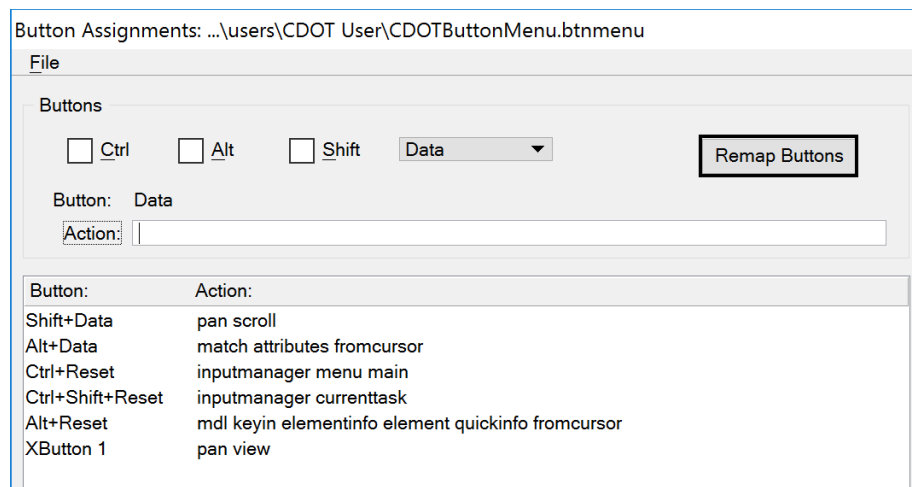 Button Assignments: ...\users\CDOT User\CDOTButtonMenu.btnmenu
File
Buttons
Ctrl Alt Shift Data Remap Buttons
Button: Data
Action:
Button: Action:
Shift+Data pan scroll
Alt+Data match attributes fromcursor
Ctrl+Reset inputmanager menu main
Ctrl+Shift+Reset inputmanager currenttask
Alt+Reset mdl keyin elementinfo element quickinfo fromcursor
XButton 1 pan view